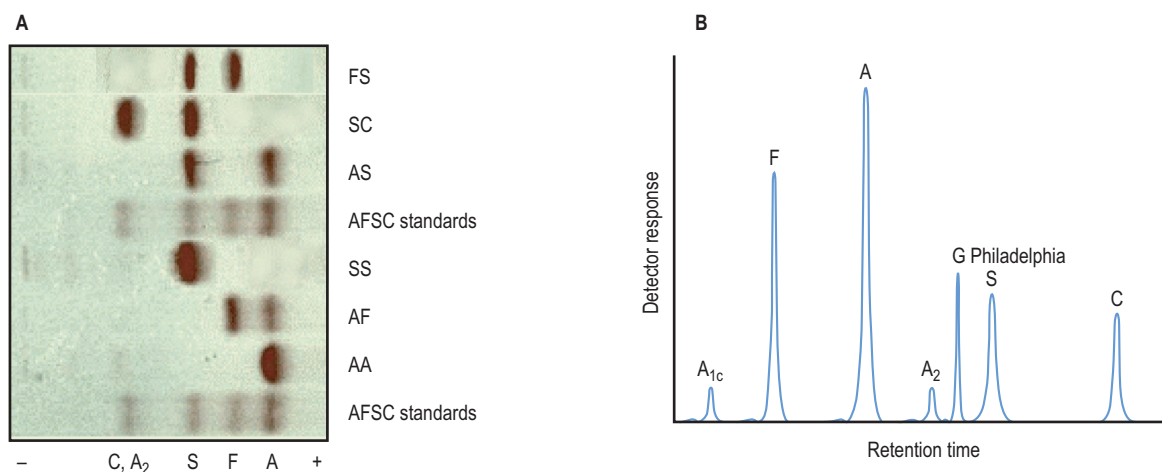 A
FS
SC
AS
AFSC standards
SS
AF
AA
AFSC standards
– C, A₂ S F A +
B
Detector response
A₁c
F
A
A₂
G Philadelphia
S
C
Retention time